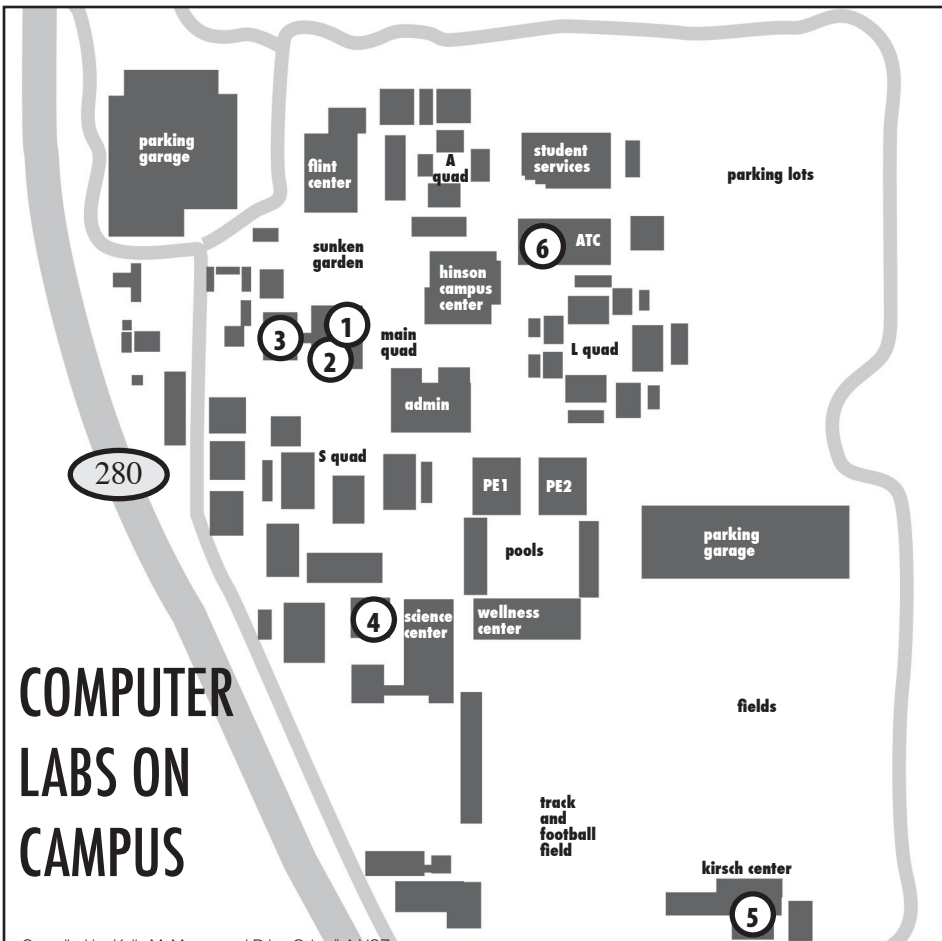 parking
garage
flint
center
A
quad
student
services
parking lots
sunken
garden
6
ATC
hinson
campus
center
1
3
2
main
quad
L quad
admin
S quad
280
PE1
PE2
pools
parking
garage
4
science
center
wellness
center
COMPUTER
LABS ON
CAMPUS
fields
track
and
football
field
kirsch center
5